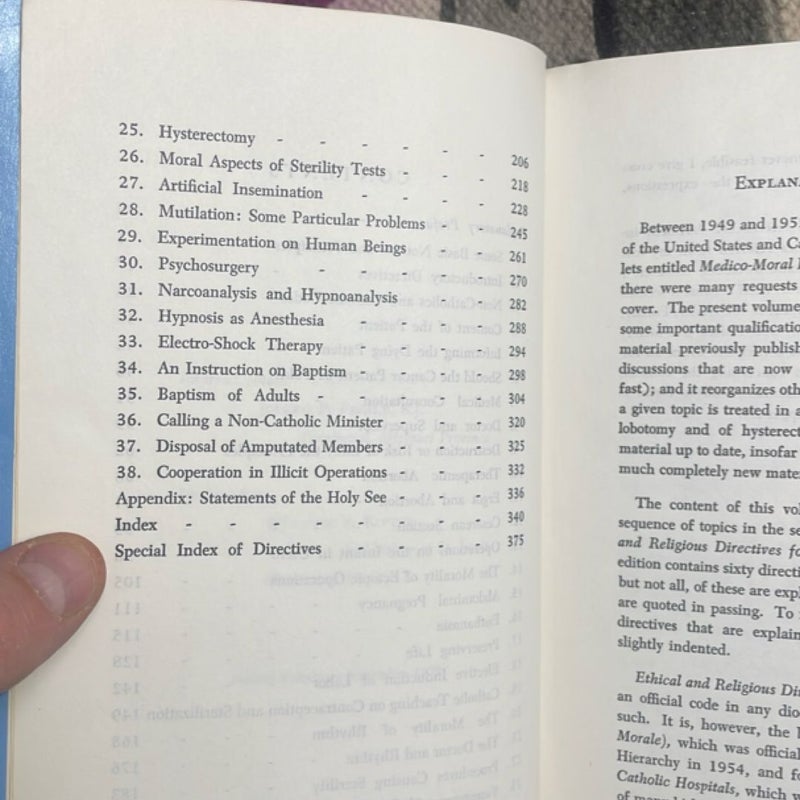 25. Hysterectomy - - - - - - 206
26. Moral Aspects of Sterility Tests - - - 218
27. Artificial Insemination - - - - 228
28. Mutilation: Some Particular Problems - - 245
29. Experimentation on Human Beings - - 261
30. Psychosurgery - - - - - 270
31. Narcoanalysis and Hypnoanalysis - - - 282
32. Hypnosis as Anesthesia - - - - 288
33. Electro-Shock Therapy - - - - 294
34. An Instruction on Baptism - - - - 298
35. Baptism of Adults - - - - - 304
36. Calling a Non-Catholic Minister - - - 320
37. Disposal of Amputated Members - - - 325
38. Cooperation in Illicit Operations - - - 332
Appendix: Statements of the Holy See - - - 336
Index - - - - - - - - 340
Special Index of Directives - - - - 375
EXPLANA
Between 1949 and 195
of the United States and Ca
lets entitled Medico-Moral
there were many requests
cover. The present volume
some important qualificatio
material previously publish
discussions that are now
fast); and it reorganizes oth
a given topic is treated in a
lobotomy and of hysterect
material up to date, insofar
much completely new mate
The content of this vol
sequence of topics in the se
and Religious Directives fo
edition contains sixty directi
but not all, of these are expl
are quoted in passing. To
directives that are explain
slightly indented.
Ethical and Religious Di
an official code in any dio
such. It is, however, the
Morale), which was official
Hierarchy in 1954, and fo
Catholic Hospitals, which w